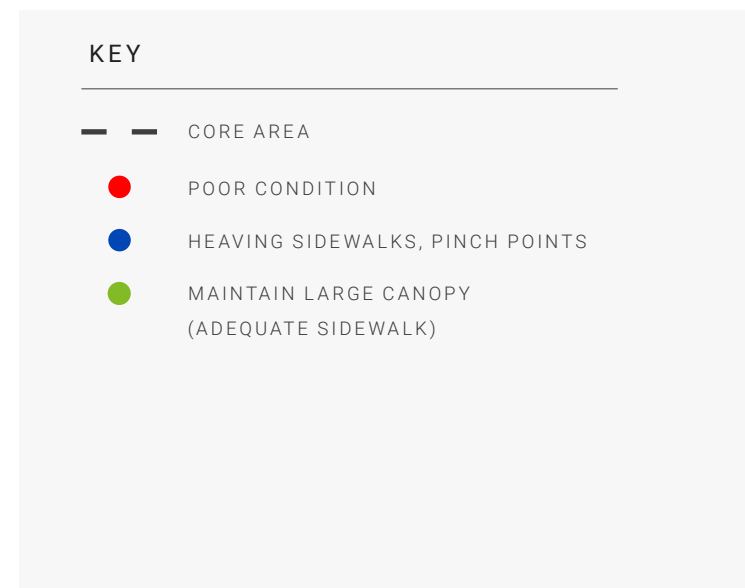 KEY
CORE AREA
POOR CONDITION
HEAVING SIDEWALKS, PINCH POINTS
MAINTAIN LARGE CANOPY
(ADEQUATE SIDEWALK)